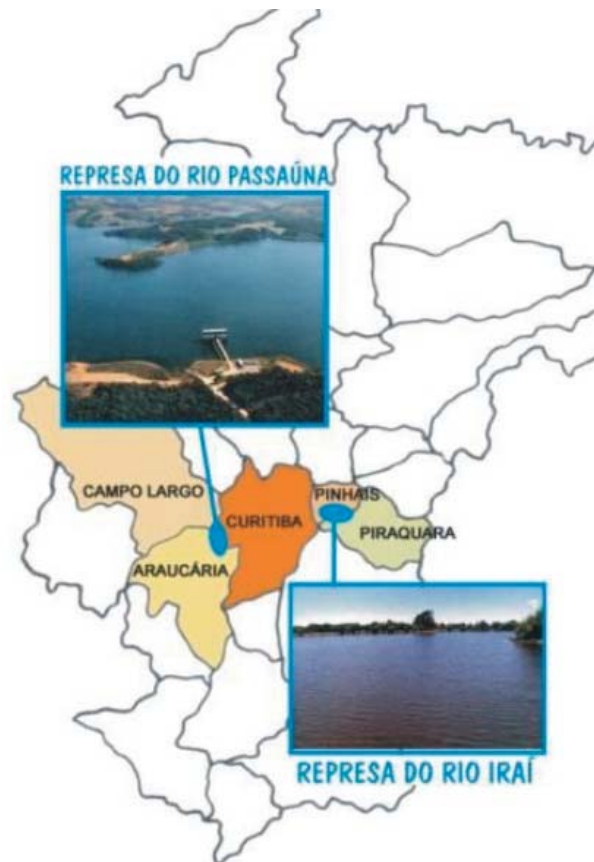 REPRESA DO RIO PASSAÚNA
CAMPO LARGO
CURITIBA
PINHAIS
PIRAQUARA
ARAUCÁRIA
REPRESA DO RIO IRAÍ